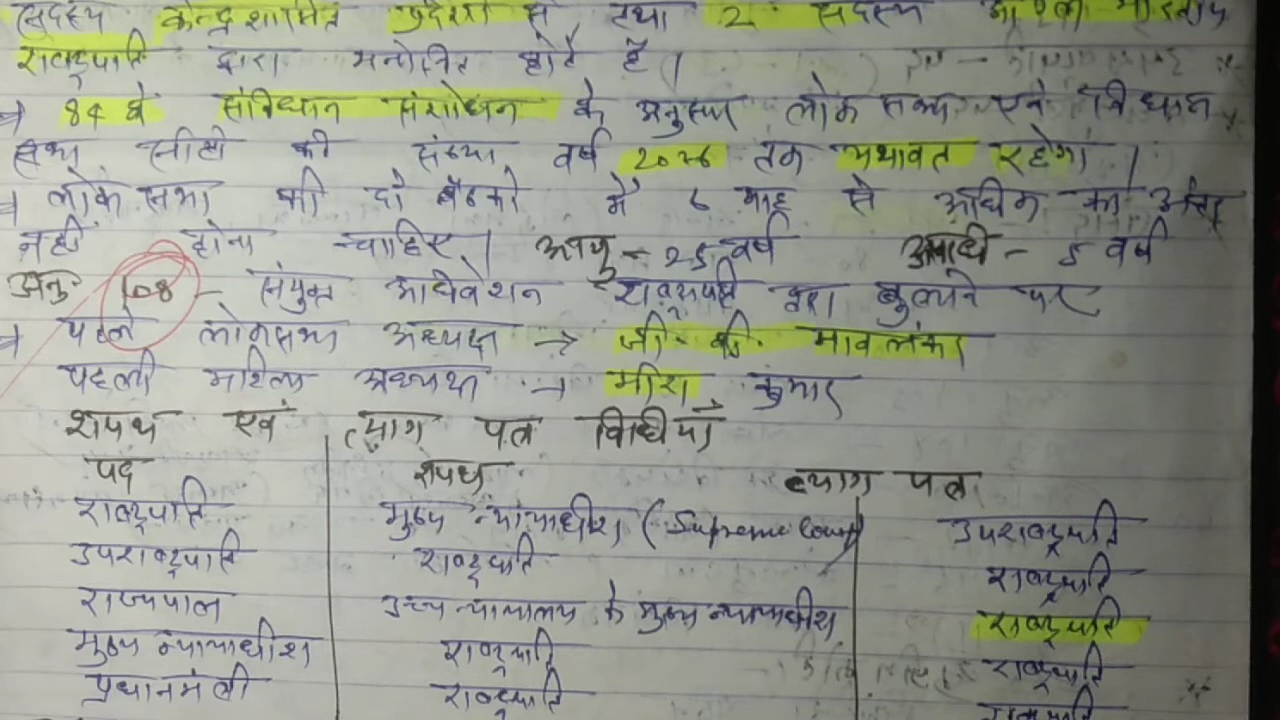 सदस्य केन्द्रशासित प्रदेशों से तथा 2 सदस्य
राष्ट्रपति द्वारा मनोनित होते हैं।
→ 84 वे संविधान संशोधन के अनुसार लोक सभा एवं विधान
सभा सीटों की संख्या वर्ष 2026 तक यथावत रहेगा।
→ लोक सभा की दो बैठकों में 6 माह से अधिक का अंतर
नहीं होना चाहिए। आयु - 25 वर्ष अवधि - 5 वर्ष
अनु 108 - संयुक्त अधिवेशन राष्ट्रपति द्वारा बुलाने पर
→ पहले लोकसभा अध्यक्ष → जी. वी. मावलंकर
पहली महिला अध्यक्ष → मीरा कुमार
शपथ एवं त्याग पत्र विधियाँ
पद शपथ त्याग पत्र
राष्ट्रपति मुख्य न्यायाधीश (Supreme Court) उपराष्ट्रपति
उपराष्ट्रपति राष्ट्रपति राष्ट्रपति
राज्यपाल उच्च न्यायालय के मुख्य न्यायाधीश राष्ट्रपति
मुख्य न्यायाधीश राष्ट्रपति राष्ट्रपति
प्रधानमंत्री राष्ट्रपति